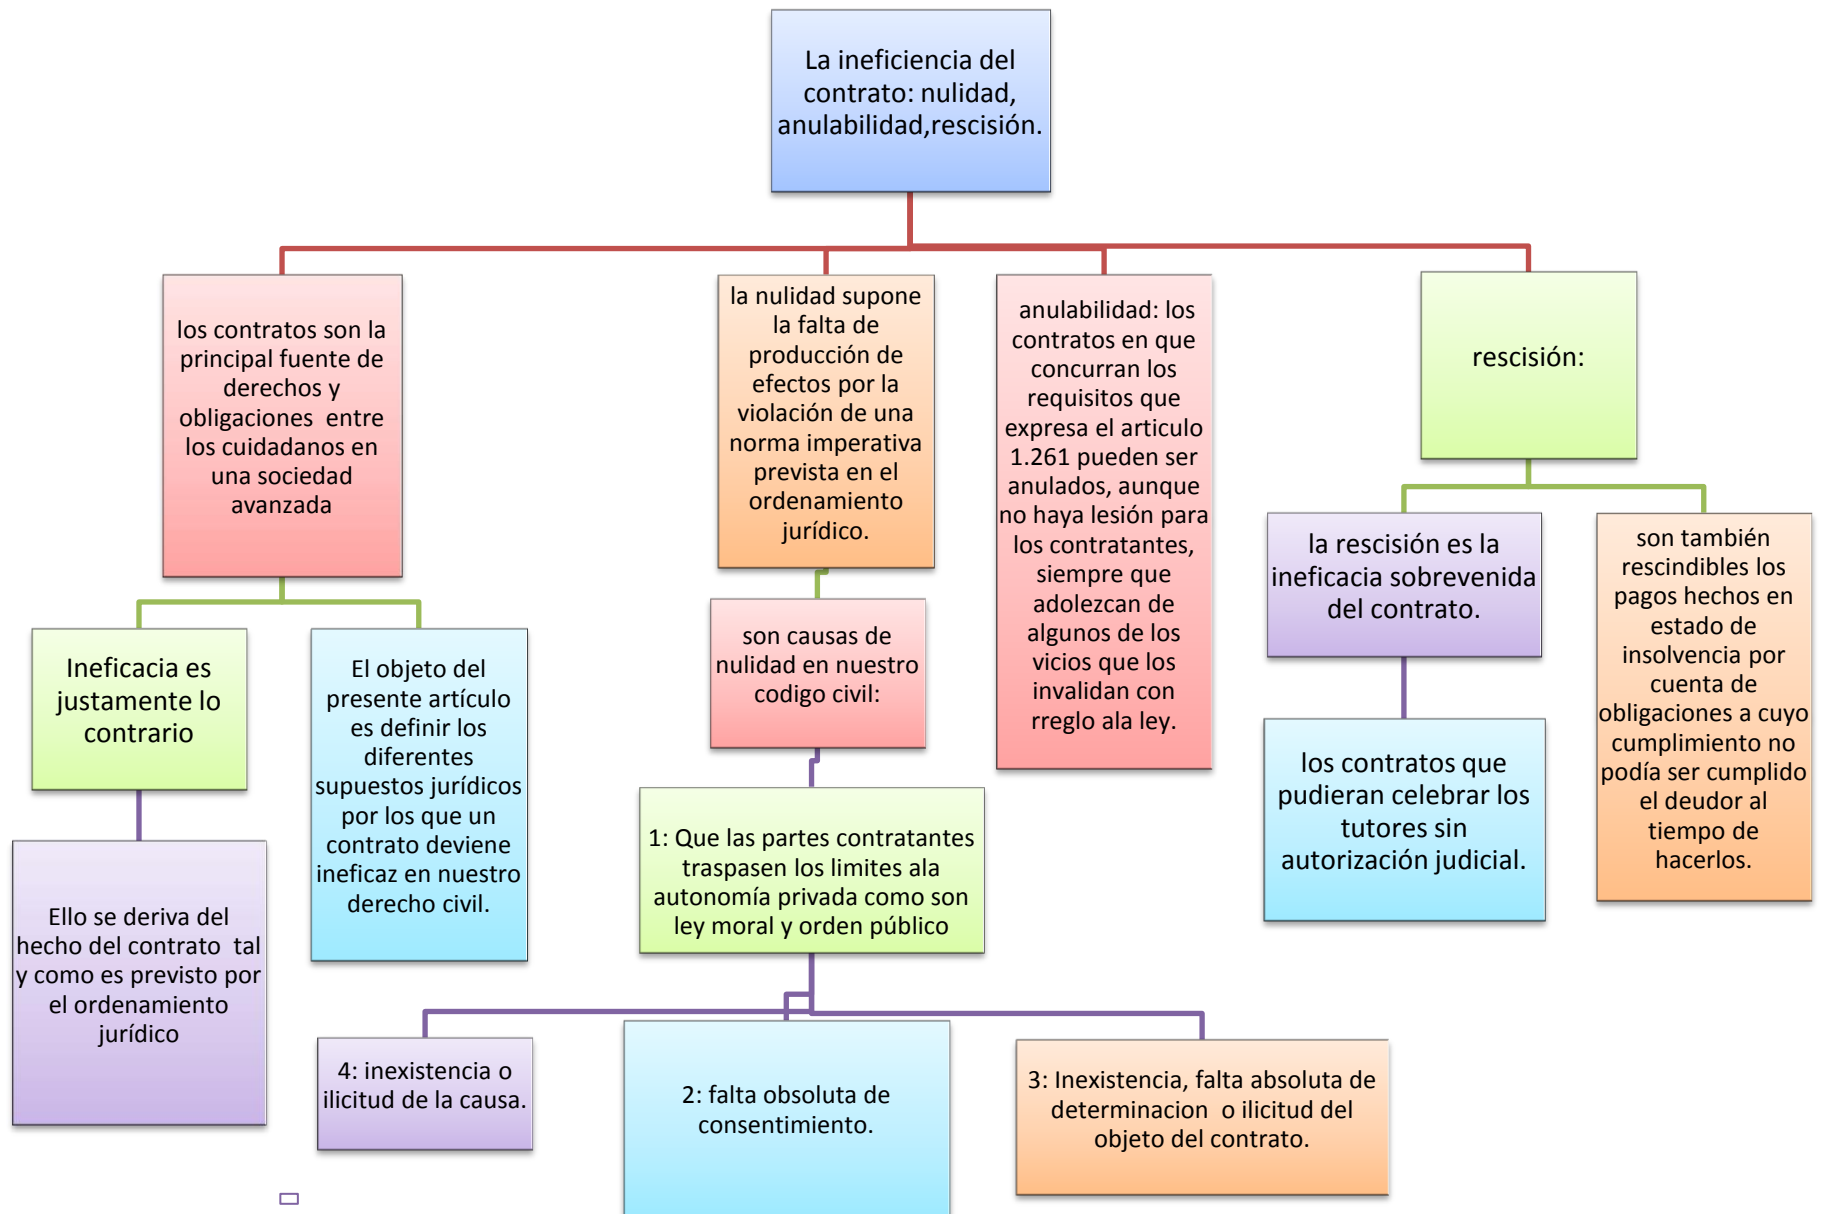 La ineficiencia del
contrato: nulidad,
anulabilidad,rescisión.
los contratos son la
principal fuente de
derechos y
obligaciones entre
los cuidadanos en
una sociedad
avanzada
Ineficacia es
justamente lo
contrario
Ello se deriva del
hecho del contrato tal
y como es previsto por
el ordenamiento
jurídico
El objeto del
presente artículo
es definir los
diferentes
supuestos jurídicos
por los que un
contrato deviene
ineficaz en nuestro
derecho civil.
la nulidad supone
la falta de
producción de
efectos por la
violación de una
norma imperativa
prevista en el
ordenamiento
jurídico.
son causas de
nulidad en nuestro
codigo civil:
1: Que las partes contratantes
traspasen los limites ala
autonomía privada como son
ley moral y orden público
4: inexistencia o
ilicitud de la causa.
2: falta obsoluta de
consentimiento.
3: Inexistencia, falta absoluta de
determinacion o ilicitud del
objeto del contrato.
anulabilidad: los
contratos en que
concurran los
requisitos que
expresa el articulo
1.261 pueden ser
anulados, aunque
no haya lesión para
los contratantes,
siempre que
adolezcan de
algunos de los
vicios que los
invalidan con
rreglo ala ley.
rescisión:
la rescisión es la
ineficacia sobrevenida
del contrato.
los contratos que
pudieran celebrar los
tutores sin
autorización judicial.
son también
rescindibles los
pagos hechos en
estado de
insolvencia por
cuenta de
obligaciones a cuyo
cumplimiento no
podía ser cumplido
el deudor al
tiempo de
hacerlos.